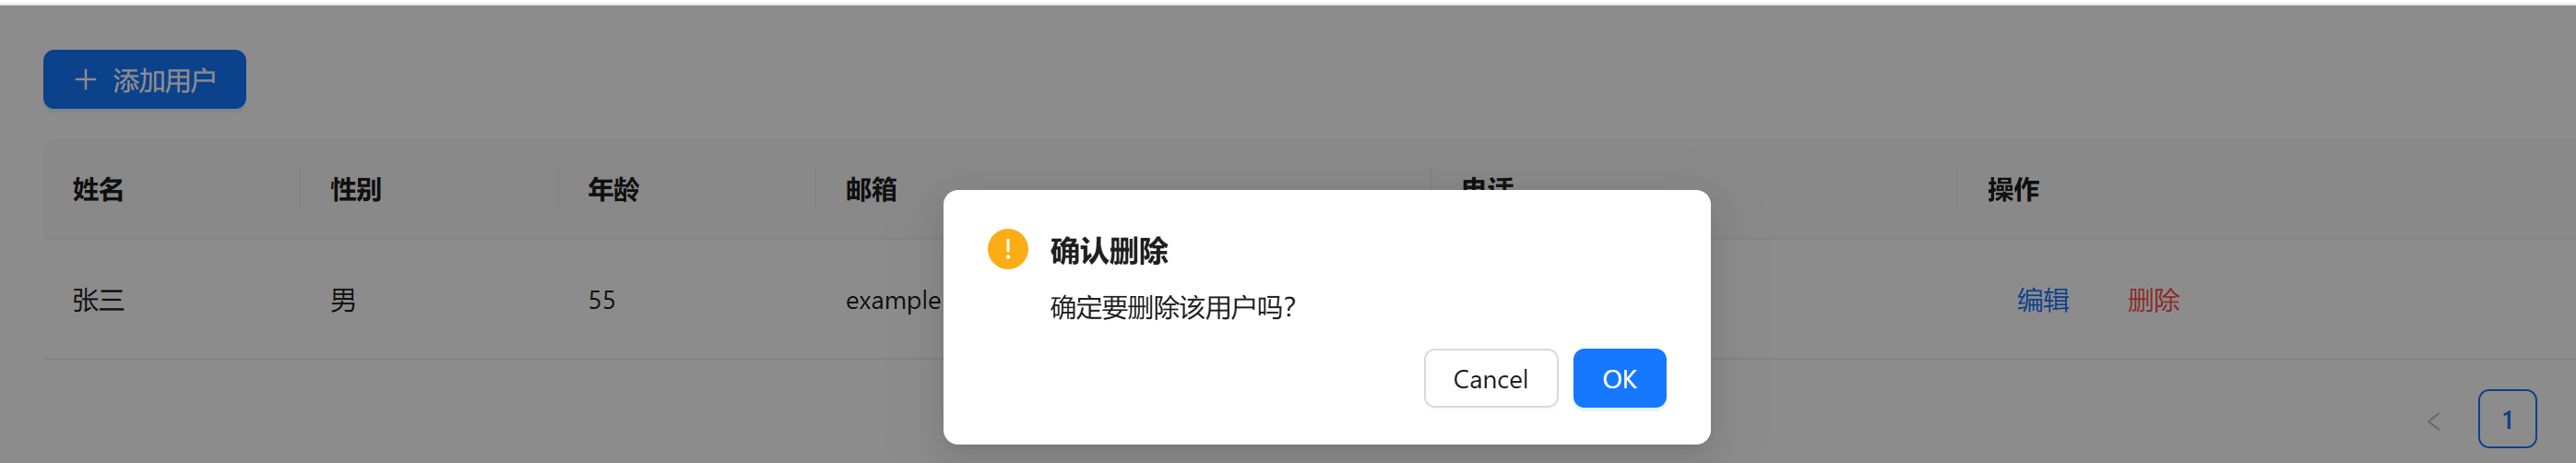 添加用户
姓名 性别 年龄 邮箱 电话 操作
确认删除
张三 男 55 example 编辑 删除
确定要删除该用户吗?
Cancel OK
1